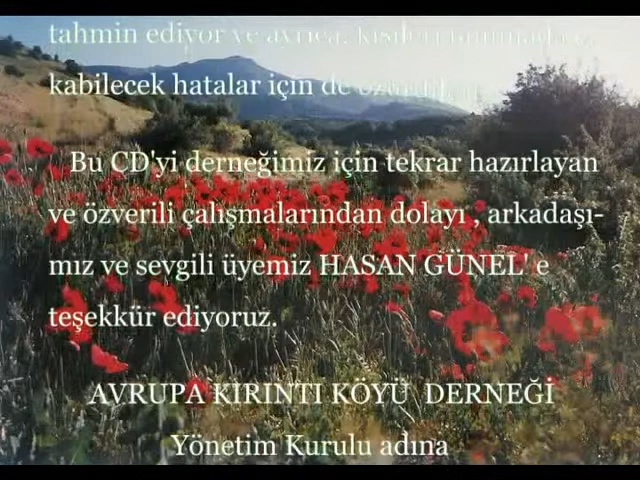 tahmin ediyor ve ayrıca,
kabilecek hatalar için de
Bu CD'yi derneğimiz için tekrar hazırlayan
ve özverili çalışmalarından dolayı , arkadaşı-
mız ve sevgili üyemiz HASAN GÜNEL' e
teşekkür ediyoruz.
AVRUPA KIRINTI KÖYÜ DERNEĞİ
Yönetim Kurulu adına